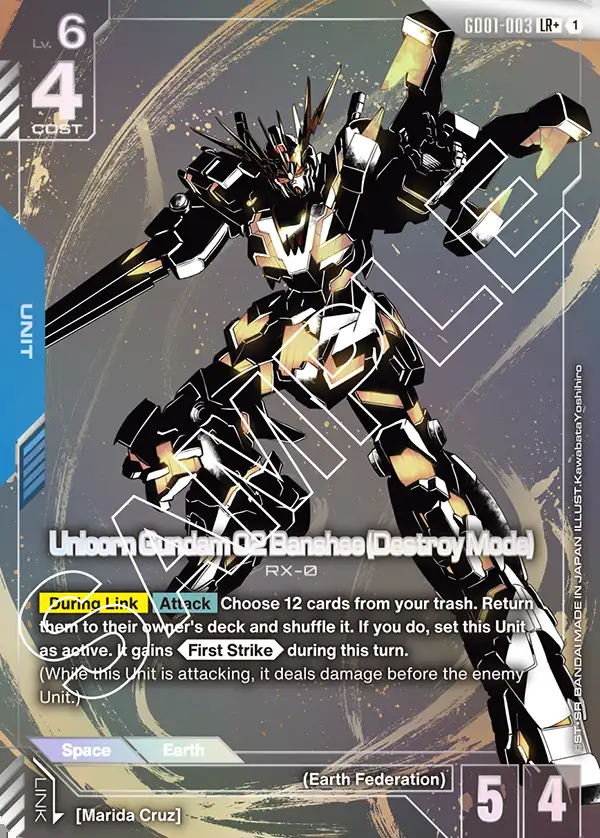 GD01-003 LR+ 1
Lv. 6
4
COST
UNIT
SAMPLE
Unicorn Gundam 02 Banshee (Destroy Mode)
RX-0
During Link Attack Choose 12 cards from your trash. Return
them to their owner's deck and shuffle it. If you do, set this Unit
as active. It gains First Strike during this turn.
(While this Unit is attacking, it deals damage before the enemy
Unit.)
Space Earth
(Earth Federation)
LINK
[Marida Cruz]
5 4
©ST·SR, BANDAI MADE IN JAPAN ILLUST:KawabataYoshihiro